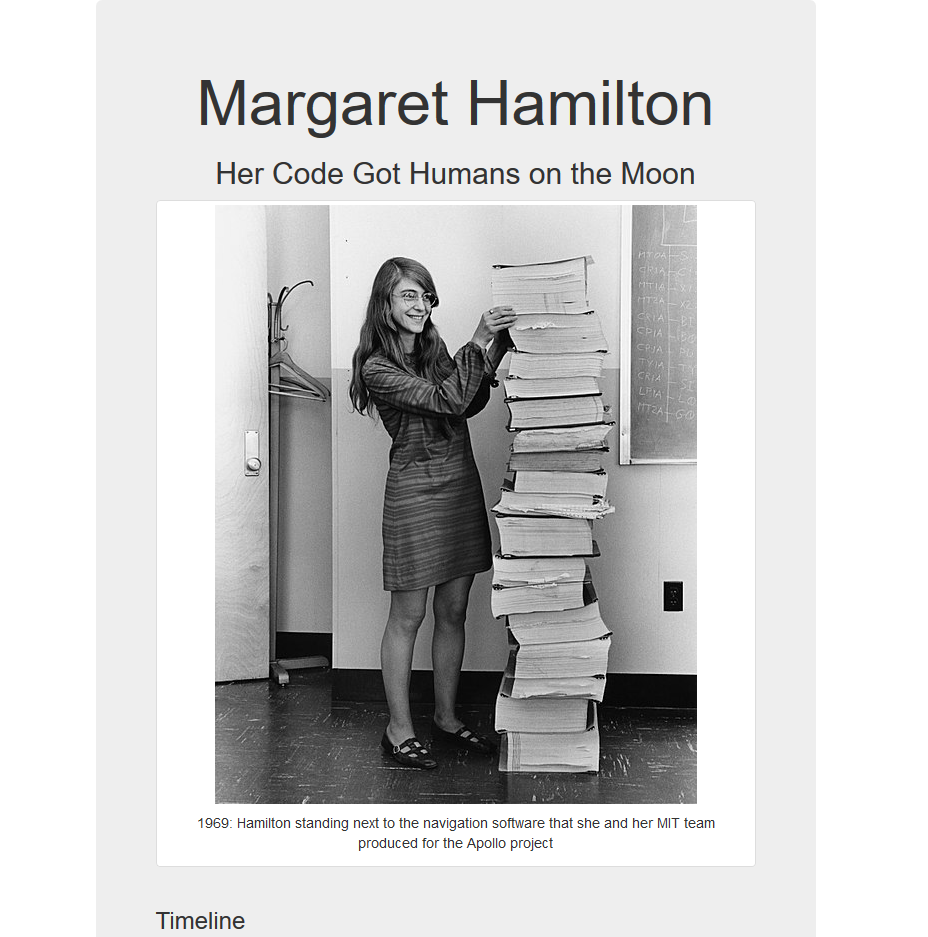 Margaret Hamilton
Her Code Got Humans on the Moon
1969: Hamilton standing next to the navigation software that she and her MIT team
produced for the Apollo project
Timeline